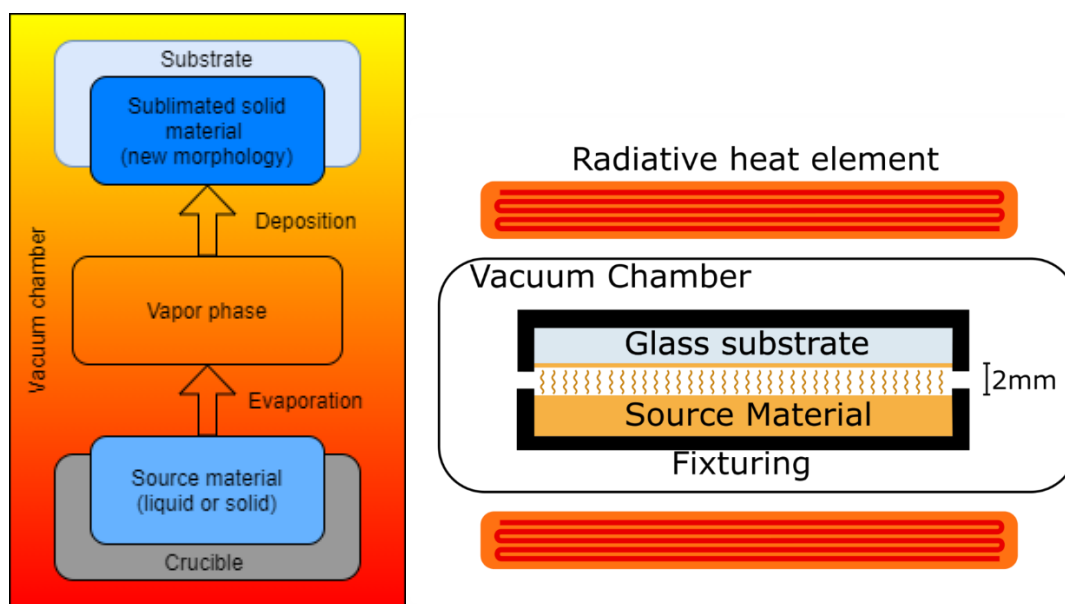 Substrate
Sublimated solid
material
(new morphology)
Deposition
Vacuum chamber
Vapor phase
Evaporation
Source material
(liquid or solid)
Crucible
Radiative heat element
Vacuum Chamber
Glass substrate
2mm
Source Material
Fixturing